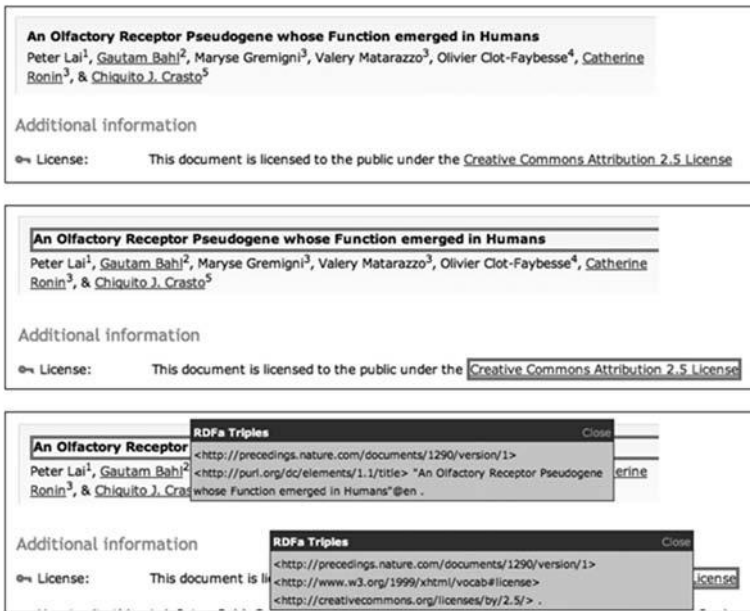 An Olfactory Receptor Pseudogene whose Function emerged in Humans
Peter Lai1, Gautam Bahl2, Maryse Gremigni3, Valery Matarazzo3, Olivier Clot-Faybesse4, Catherine
Ronin3, & Chiquito J. Crasto5
Additional information
License: This document is licensed to the public under the Creative Commons Attribution 2.5 License
An Olfactory Receptor Pseudogene whose Function emerged in Humans
Peter Lai1, Gautam Bahl2, Maryse Gremigni3, Valery Matarazzo3, Olivier Clot-Faybesse4, Catherine
Ronin3, & Chiquito J. Crasto5
Additional information
License: This document is licensed to the public under the Creative Commons Attribution 2.5 License
RDFa Triples Close
An Olfactory Receptor
<http://precedings.nature.com/documents/1290/version/1>
Peter Lai1, Gautam Bahl2
<http://purl.org/dc/elements/1.1/title> "An Olfactory Receptor Pseudogene
erine
Ronin3, & Chiquito J. Cras
whose Function emerged in Humans"@en .
Additional information
RDFa Triples Close
<http://precedings.nature.com/documents/1290/version/1>
License: This document is li
<http://www.w3.org/1999/xhtml/vocab#license>
icense
<http://creativecommons.org/licenses/by/2.5/> .